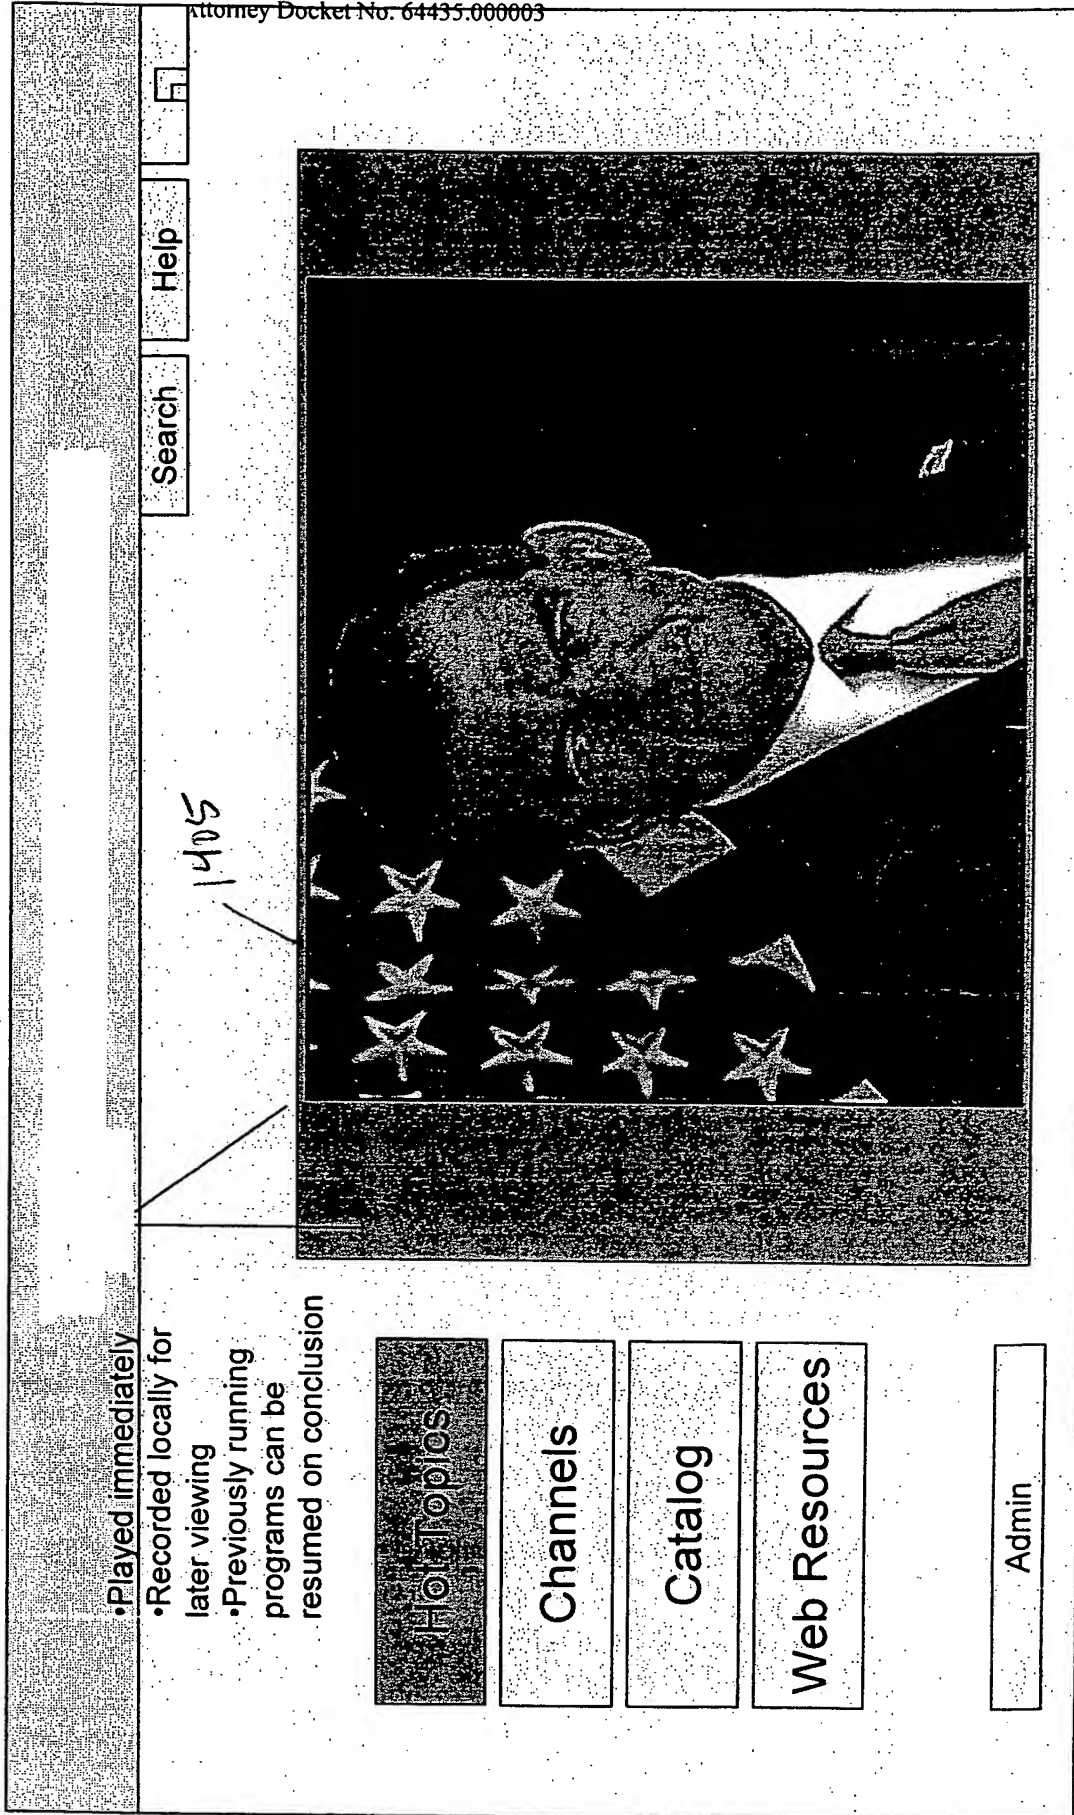 Attorney Docket No. 64435.000003
Search
Help
1405
•Played immediately
•Recorded locally for
later viewing
•Previously running
programs can be
resumed on conclusion
Hot Topics
Channels
Catalog
Web Resources
Admin